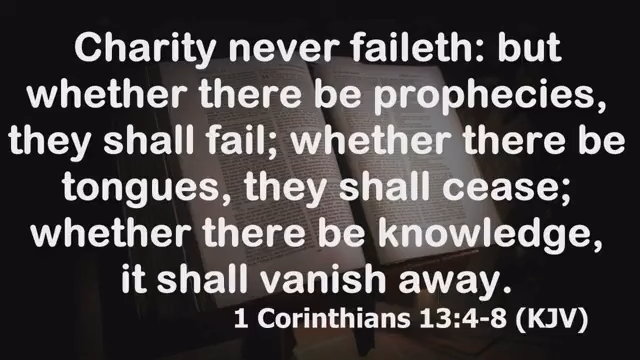 Charity never faileth: but
whether there be prophecies,
they shall fail; whether there be
tongues, they shall cease;
whether there be knowledge,
it shall vanish away.
1 Corinthians 13:4-8 (KJV)